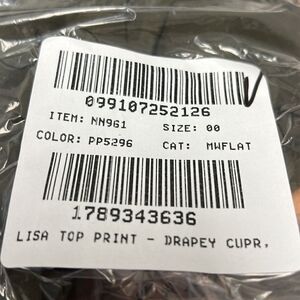 099107252126
ITEM: NN961 SIZE: 00
COLOR: PP5296 CAT: MWFLAT
1789343636
LISA TOP PRINT - DRAPEY CUPR,